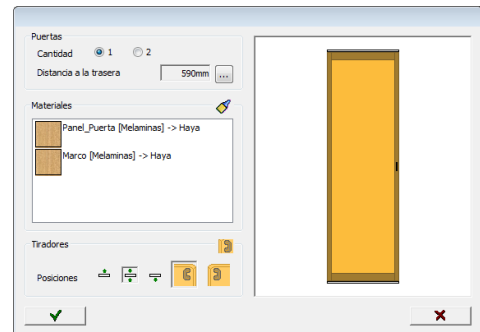 Puertas
Cantidad 1 2
Distancia a la trasera 590mm ...
Materiales
Panel_Puerta [Melaminas] -> Haya
Marco [Melaminas] -> Haya
Tiradores
Posiciones